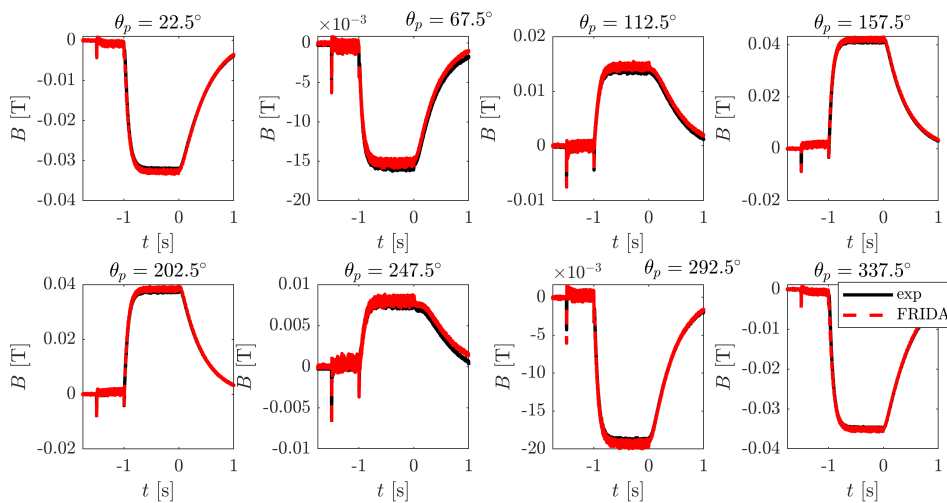 θp = 22.5°
θp = 67.5°
θp = 112.5°
θp = 157.5°
×10⁻³
0
-0.01
-0.02
-0.03
-0.04
B [T]
-1 0 1
t [s]
0
-5
-10
-15
-20
B [T]
-1 0 1
t [s]
0.02
0.01
0
-0.01
B [T]
-1 0 1
t [s]
0.04
0.02
0
-0.02
B [T]
-1 0 1
t [s]
θp = 202.5°
θp = 247.5°
×10⁻³
θp = 292.5°
θp = 337.5°
0.04
0.02
0
-0.02
B [T]
-1 0 1
t [s]
0.01
0.005
0
-0.005
-0.01
B [T]
-1 0 1
t [s]
0
-5
-10
-15
-20
B [T]
-1 0 1
t [s]
0
-0.01
-0.02
-0.03
-0.04
B [T]
-1 0 1
t [s]
exp
FRIDA